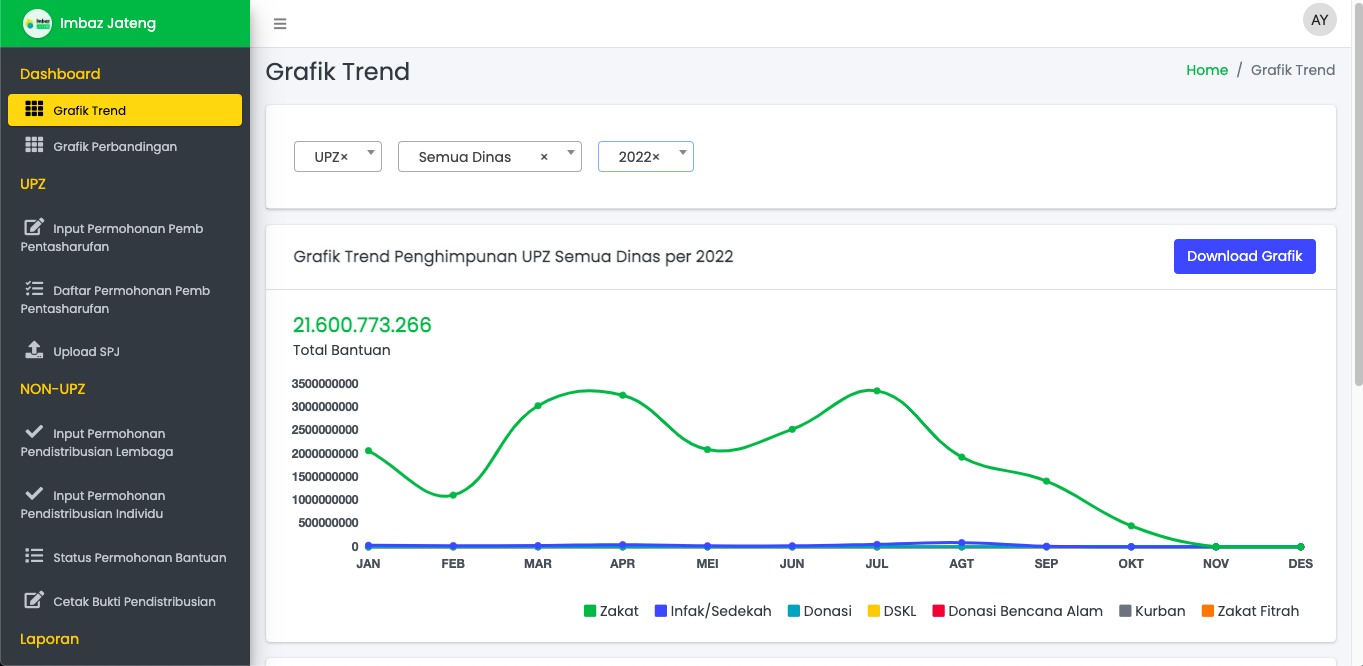 Imbaz Jateng
AY
Dashboard
Grafik Trend
Grafik Perbandingan
UPZ
Input Permohonan Pemb
Pentasharufan
Daftar Permohonan Pemb
Pentasharufan
Upload SPJ
NON-UPZ
Input Permohonan
Pendistribusian Lembaga
Input Permohonan
Pendistribusian Individu
Status Permohonan Bantuan
Cetak Bukti Pendistribusian
Laporan
Grafik Trend
Home / Grafik Trend
UPZ× Semua Dinas × 2022×
Grafik Trend Penghimpunan UPZ Semua Dinas per 2022
Download Grafik
21.600.773.266
Total Bantuan
3500000000
3000000000
2500000000
2000000000
1500000000
1000000000
500000000
0
JAN FEB MAR APR MEI JUN JUL AGT SEP OKT NOV DES
Zakat Infak/Sedekah Donasi DSKL Donasi Bencana Alam Kurban Zakat Fitrah